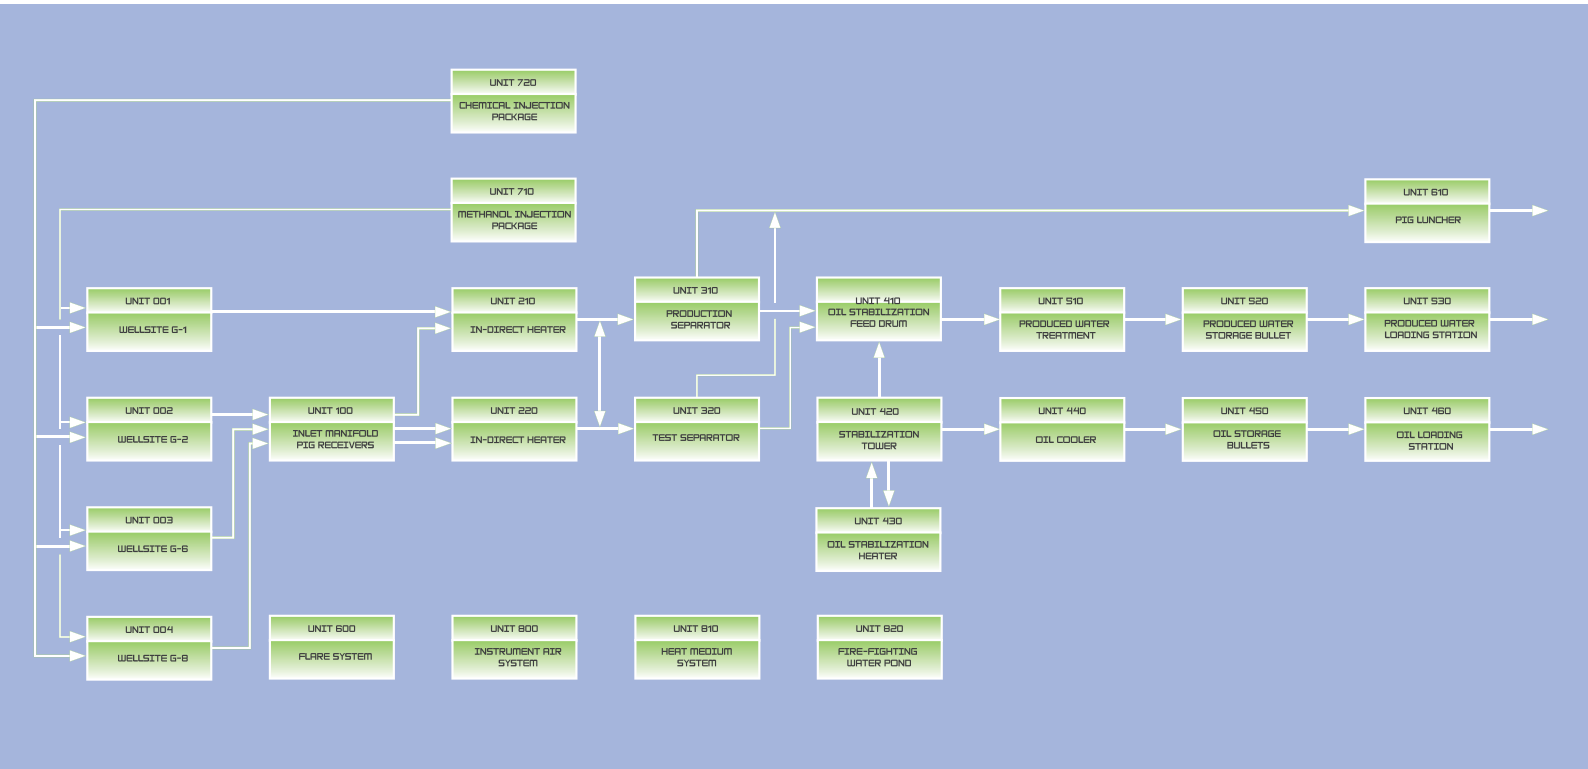 UNIT 720
CHEMICAL INJECTION
PACKAGE
UNIT 710
METHANOL INJECTION
PACKAGE
UNIT 610
PIG LUNCHER
UNIT 001
WELLSITE G-1
UNIT 210
IN-DIRECT HEATER
UNIT 310
PRODUCTION
SEPARATOR
UNIT 410
OIL STABILIZATION
FEED DRUM
UNIT 510
PRODUCED WATER
TREATMENT
UNIT 520
PRODUCED WATER
STORAGE BULLET
UNIT 530
PRODUCED WATER
LOADING STATION
UNIT 002
WELLSITE G-2
UNIT 100
INLET MANIFOLD
PIG RECEIVERS
UNIT 220
IN-DIRECT HEATER
UNIT 320
TEST SEPARATOR
UNIT 420
STABILIZATION
TOWER
UNIT 440
OIL COOLER
UNIT 450
OIL STORAGE
BULLETS
UNIT 460
OIL LOADING
STATION
UNIT 003
WELLSITE G-6
UNIT 430
OIL STABILIZATION
HEATER
UNIT 004
WELLSITE G-8
UNIT 600
FLARE SYSTEM
UNIT 800
INSTRUMENT AIR
SYSTEM
UNIT 810
HEAT MEDIUM
SYSTEM
UNIT 820
FIRE-FIGHTING
WATER POND